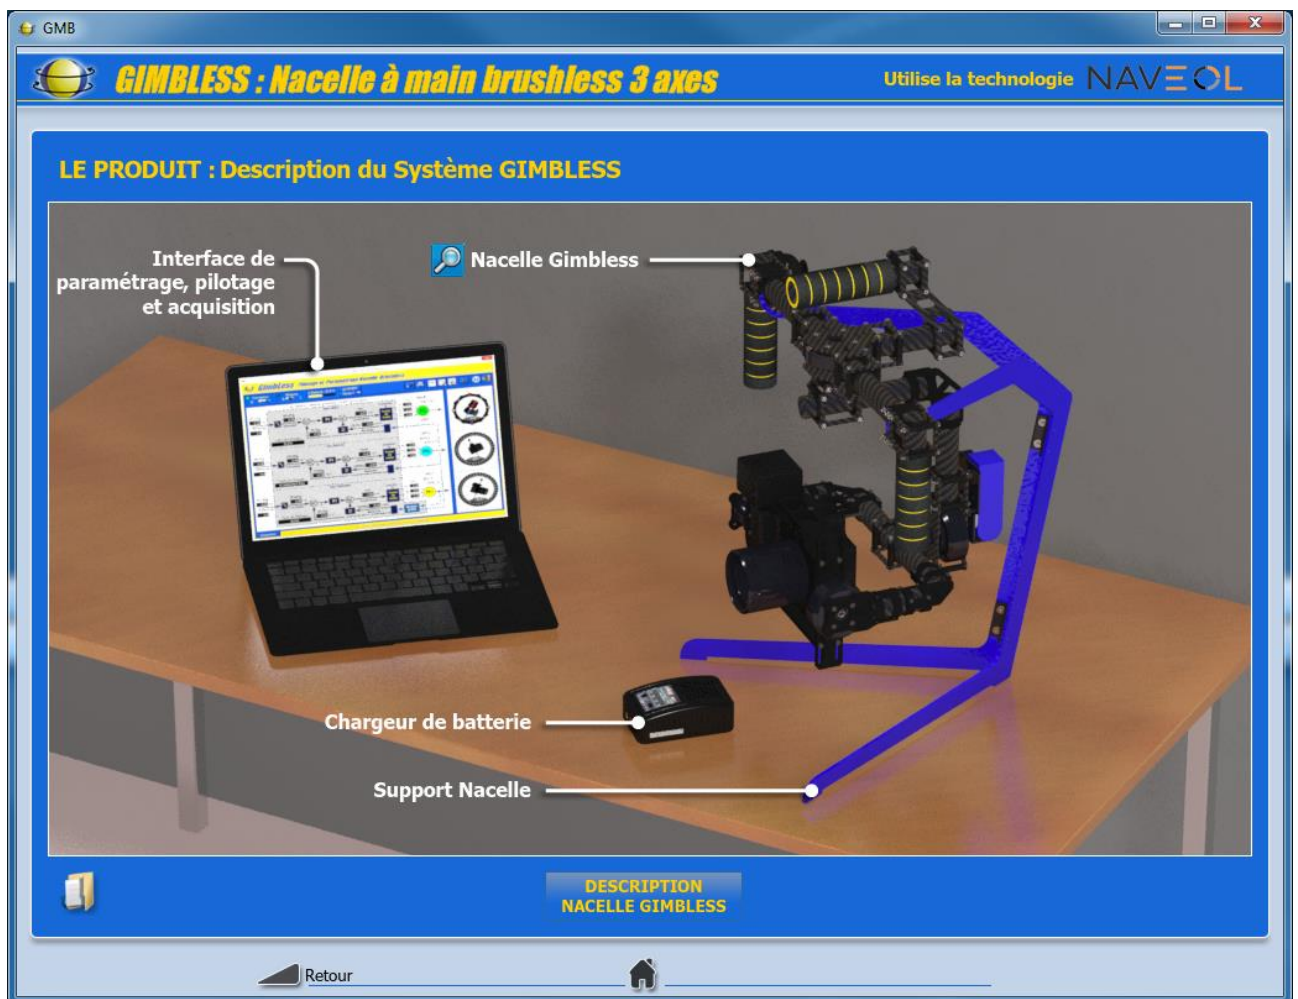 GMB
GIMBLESS : Nacelle à main brushless 3 axes
Utilise la technologie NAVEOL
LE PRODUIT : Description du Système GIMBLESS
Interface de
paramétrage, pilotage
et acquisition
Nacelle Gimbless
Gimbless
Chargeur de batterie
Support Nacelle
DESCRIPTION
NACELLE GIMBLESS
Retour